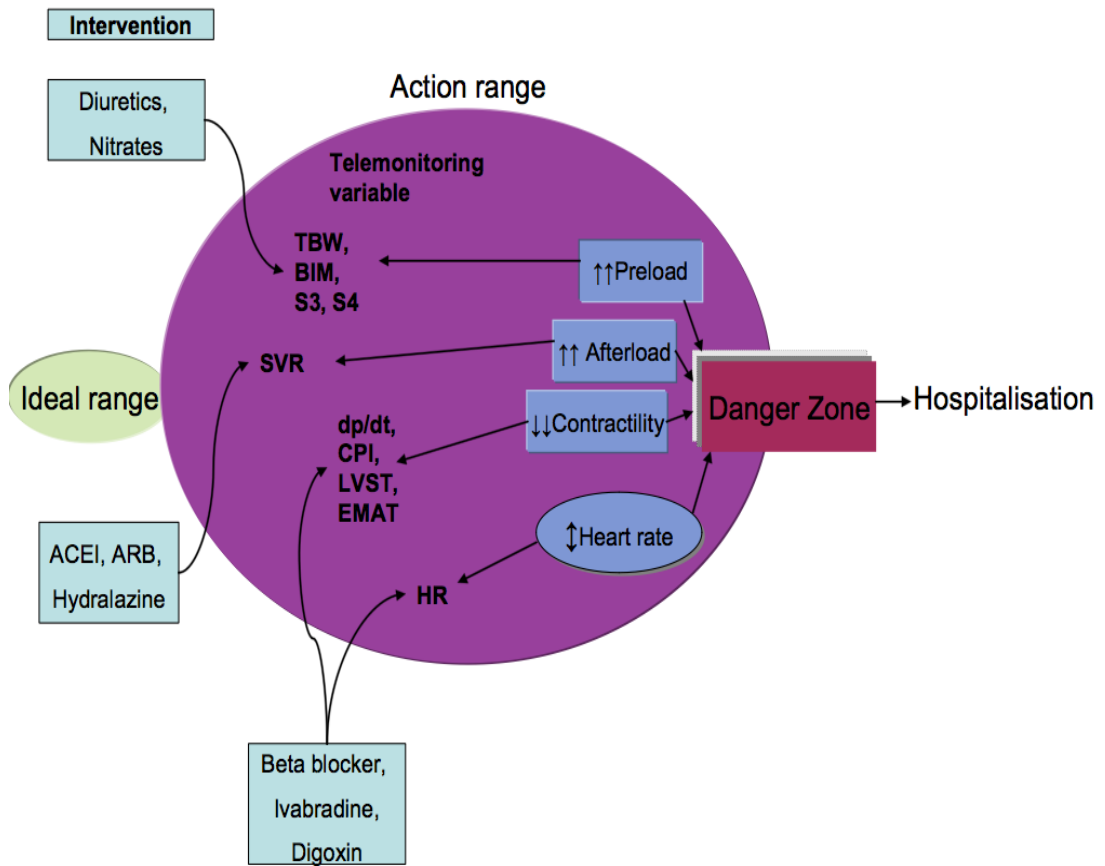 Intervention
Diuretics,
Nitrates
Action range
Telemonitoring
variable
TBW,
BIM,
S3, S4
↑↑Preload
↑↑ Afterload
SVR
Ideal range
Danger Zone
Hospitalisation
↓↓Contractility
dp/dt,
CPI,
LVST,
EMAT
↕Heart rate
HR
ACEI, ARB,
Hydralazine
Beta blocker,
Ivabradine,
Digoxin